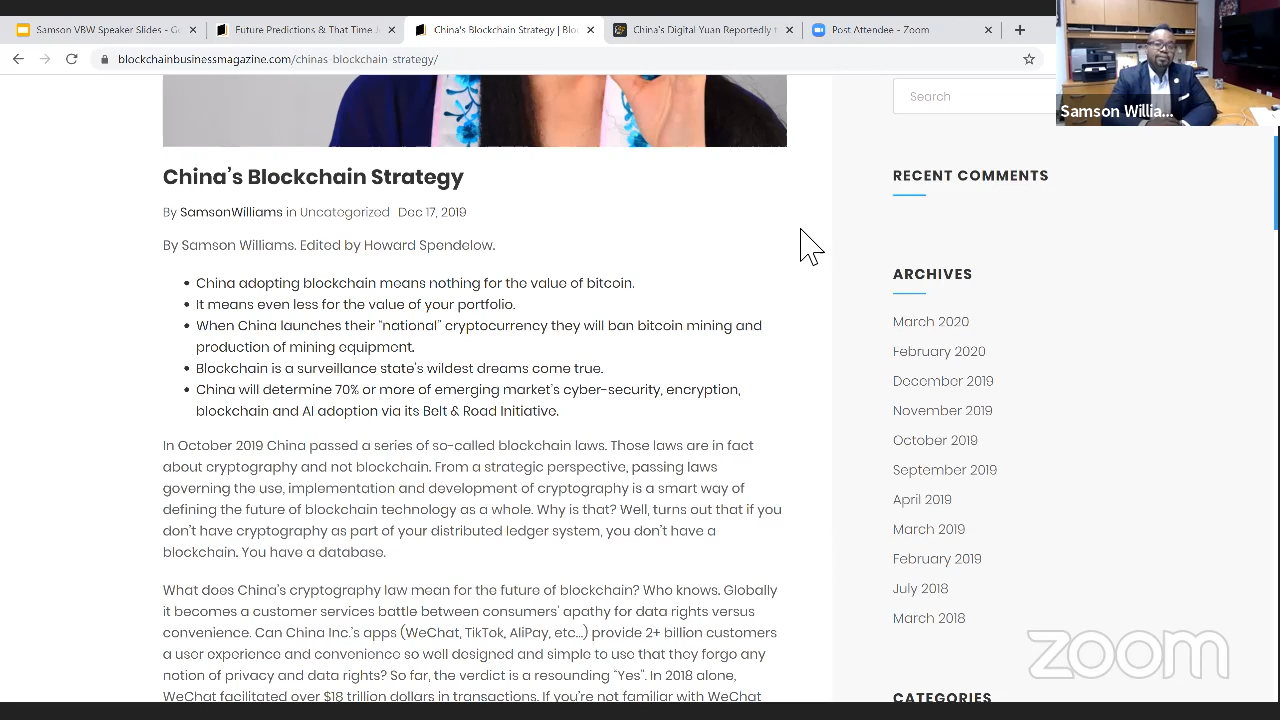 Samson VBW Speaker Slides - G
Future Predictions & That Tim
China's Blockchain Strategy | Blo
China's Digital Yuan Reportedly t
Post Attendee - Zoom
blockchainbusinessmagazine.com/chinas-blockchain-strategy/
Search
Samson Willia...
China's Blockchain Strategy
By SamsonWilliams in Uncategorized Dec 17, 2019
By Samson Williams. Edited by Howard Spendelow.
• China adopting blockchain means nothing for the value of bitcoin.
• It means even less for the value of your portfolio.
• When China launches their "national" cryptocurrency they will ban bitcoin mining and
production of mining equipment.
• Blockchain is a surveillance state's wildest dreams come true.
• China will determine 70% or more of emerging market's cyber-security, encryption,
blockchain and AI adoption via its Belt & Road Initiative.
In October 2019 China passed a series of so-called blockchain laws. Those laws are in fact
about cryptography and not blockchain. From a strategic perspective, passing laws
governing the use, implementation and development of cryptography is a smart way of
defining the future of blockchain technology as a whole. Why is that? Well, turns out that if you
don't have cryptography as part of your distributed ledger system, you don't have a
blockchain. You have a database.
What does China's cryptography law mean for the future of blockchain? Who knows. Globally
it becomes a customer services battle between consumers' apathy for data rights versus
convenience. Can China Inc.'s apps (WeChat, TikTok, AliPay, etc...) provide 2+ billion customers
a user experience and convenience so well designed and simple to use that they forgo any
notion of privacy and data rights? So far, the verdict is a resounding "Yes". In 2018 alone,
WeChat facilitated over $18 trillion dollars in transactions. If you're not familiar with WeChat
RECENT COMMENTS
ARCHIVES
March 2020
February 2020
December 2019
November 2019
October 2019
September 2019
April 2019
March 2019
February 2019
July 2018
March 2018
CATEGORIES
zoom